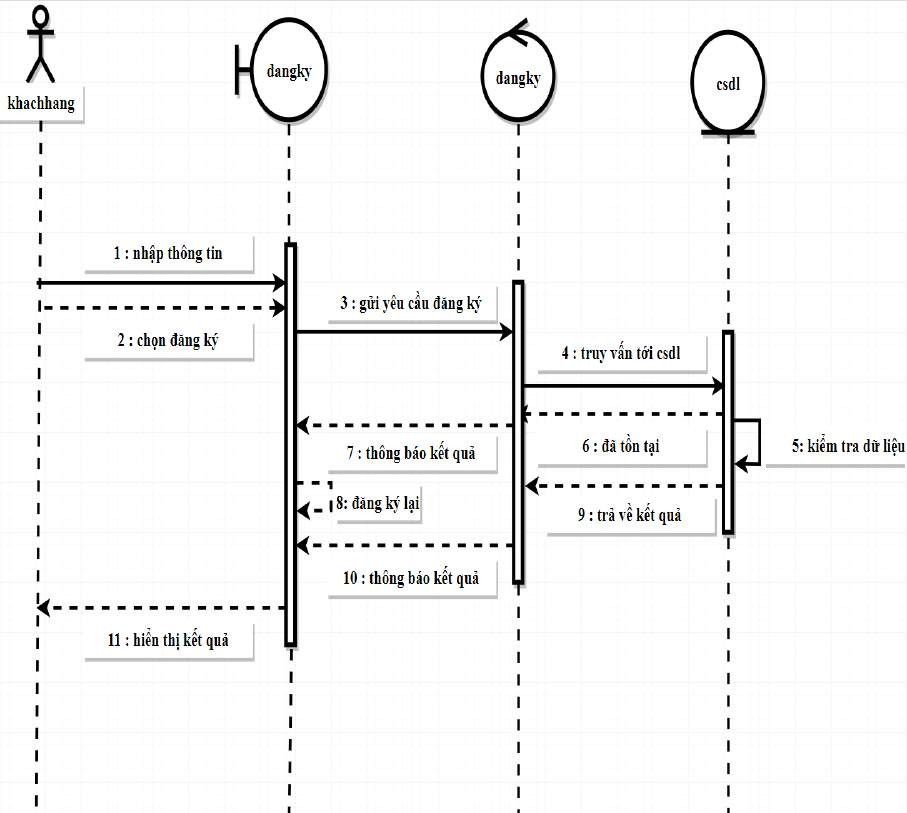 khachhang
dangky
dangky
csdl
1 : nhập thông tin
2 : chọn đăng ký
3 : gửi yêu cầu đăng ký
4 : truy vấn tới csdl
5: kiểm tra dữ liệu
6 : đã tồn tại
7 : thông báo kết quả
8: đăng ký lại
9 : trả về kết quả
10 : thông báo kết quả
11 : hiển thị kết quả